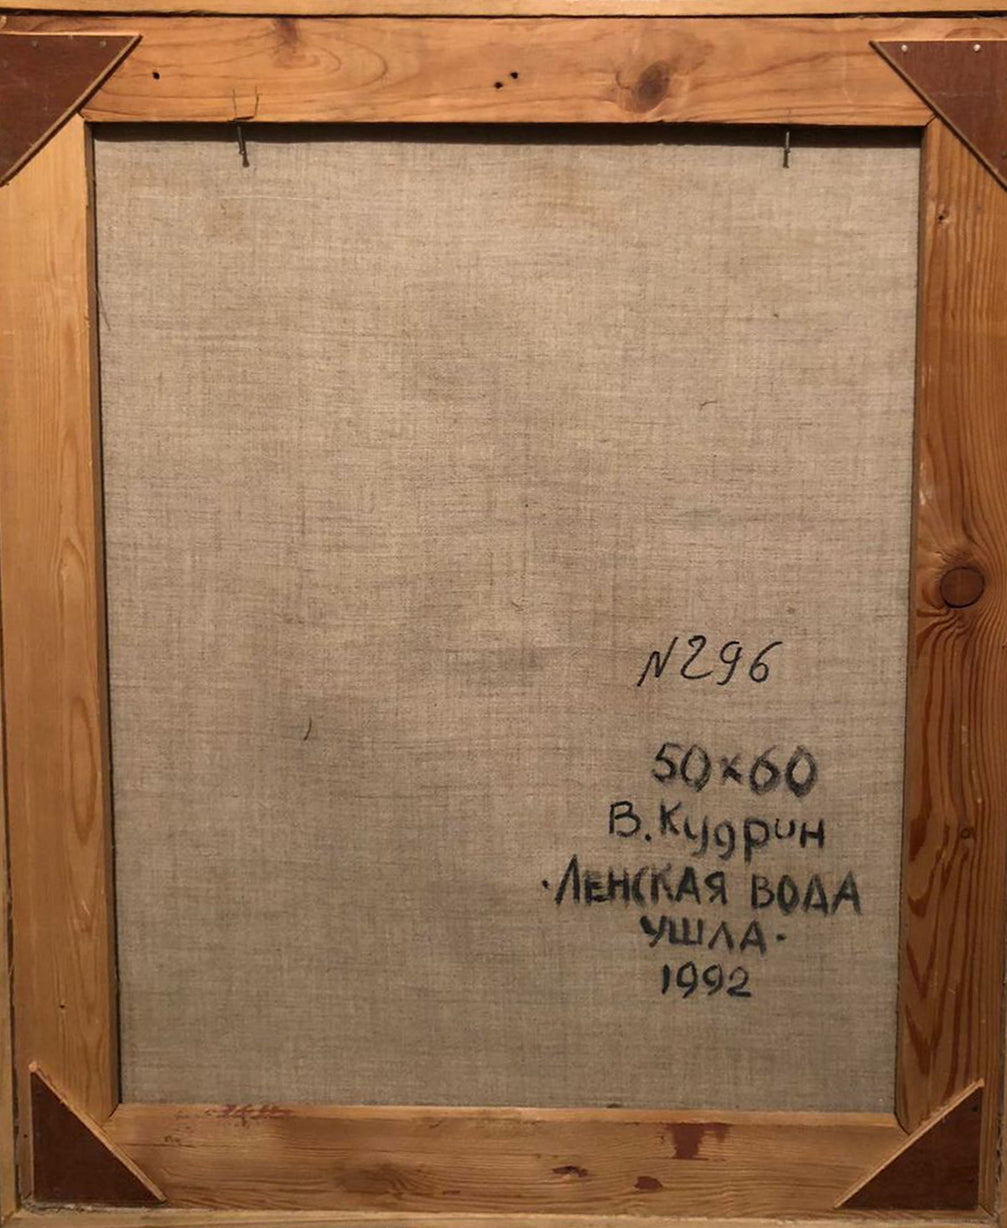 N296
50×60
В. Кудрин
·ЛЕНСКАЯ ВОДА
УШЛА·
1992